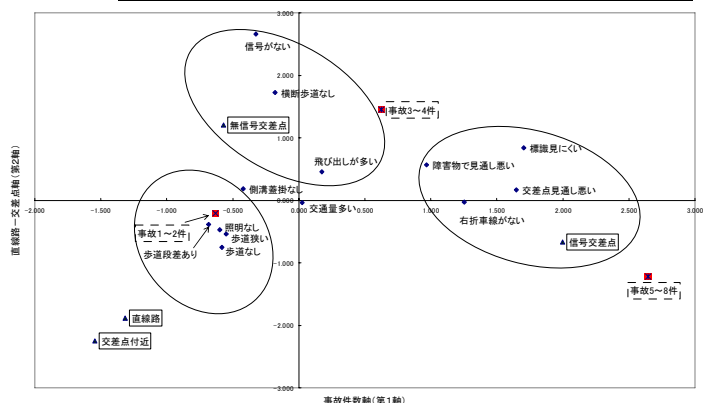 3.000
信号がない
2.000
横断歩道なし
事故3～4件
無信号交差点
1.000
標識見にくい
障害物で見通し悪い
飛び出しが多い
側溝蓋掛なし
交差点見通し悪い
0.000
-2.000
-1.500
-1.000
-0.500
0.000
0.500
1.000
1.500
2.000
2.500
3.000
交通量多い
右折車線がない
照明なし
事故1～2件
歩道狭い
歩道段差あり
歩道なし
信号交差点
-1.000
事故5～8件
直線路
-2.000
交差点付近
-3.000
直線路－交差点軸（第2軸）
事故件数軸（第1軸）